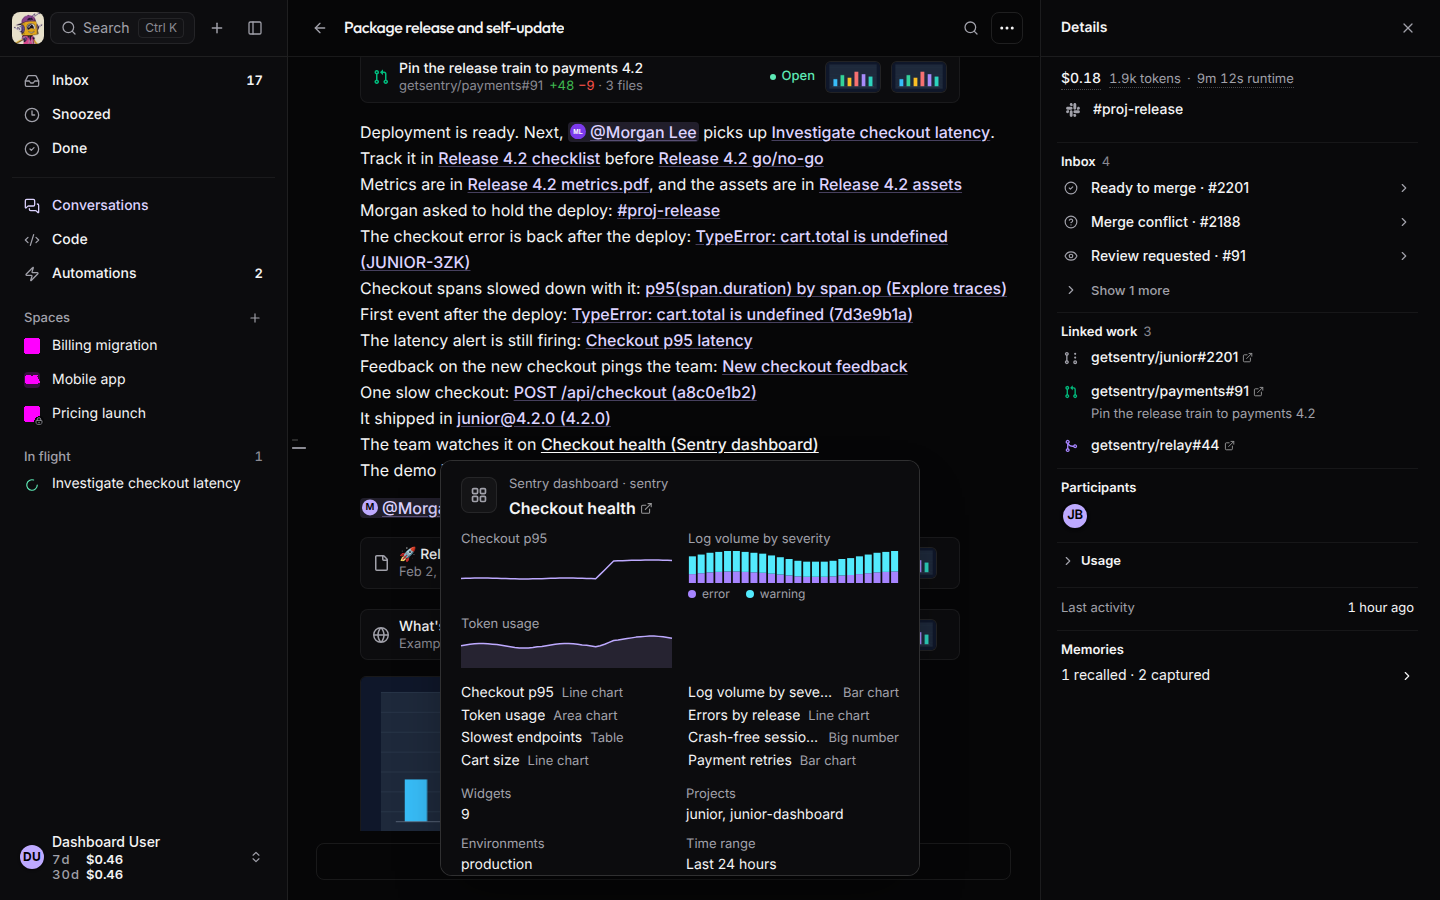 Search Ctrl K
Inbox 17
Snoozed
Done
Conversations
Code
Automations 2
Spaces
Billing migration
Mobile app
Pricing launch
In flight 1
Investigate checkout latency
DU
Dashboard User
7d $0.46
30d $0.46
Package release and self-update
Pin the release train to payments 4.2
getsentry/payments#91 +48 −9 · 3 files
Open
Deployment is ready. Next, ML @Morgan Lee picks up Investigate checkout latency.
Track it in Release 4.2 checklist before Release 4.2 go/no-go
Metrics are in Release 4.2 metrics.pdf, and the assets are in Release 4.2 assets
Morgan asked to hold the deploy: #proj-release
The checkout error is back after the deploy: TypeError: cart.total is undefined
(JUNIOR-3ZK)
Checkout spans slowed down with it: p95(span.duration) by span.op (Explore traces)
First event after the deploy: TypeError: cart.total is undefined (7d3e9b1a)
The latency alert is still firing: Checkout p95 latency
Feedback on the new checkout pings the team: New checkout feedback
One slow checkout: POST /api/checkout (a8c0e1b2)
It shipped in junior@4.2.0 (4.2.0)
The team watches it on Checkout health (Sentry dashboard)
The demo
M @Morga
🚀 Rel
Feb 2,
What's
Examp
Sentry dashboard · sentry
Checkout health
Checkout p95
Log volume by severity
error warning
Token usage
Checkout p95 Line chart
Log volume by seve... Bar chart
Token usage Area chart
Errors by release Line chart
Slowest endpoints Table
Crash-free sessio... Big number
Cart size Line chart
Payment retries Bar chart
Widgets
9
Projects
junior, junior-dashboard
Environments
production
Time range
Last 24 hours
Details
$0.18 1.9k tokens · 9m 12s runtime
#proj-release
Inbox 4
Ready to merge · #2201
Merge conflict · #2188
Review requested · #91
Show 1 more
Linked work 3
getsentry/junior#2201
getsentry/payments#91
Pin the release train to payments 4.2
getsentry/relay#44
Participants
JB
Usage
Last activity 1 hour ago
Memories
1 recalled · 2 captured